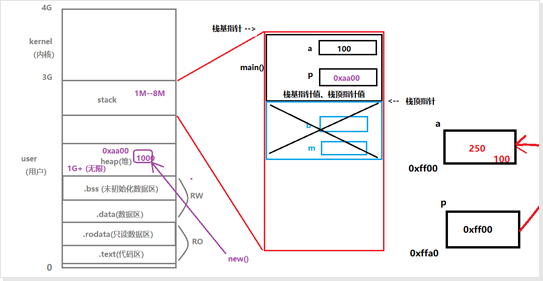 4G
kernel
(内核)
3G
1M--8M
stack
user
(用户)
0xaa00
heap(堆)
1000
1G+ (无限)
.bss (未初始化数据区)
RW
.data(数据区)
.rodata(只读数据区)
RO
.text(代码区)
0
new()
栈基指针 -->
main()
a
100
p
0xaa00
栈基指针值、栈顶指针值
<-- 栈顶指针
b
m
a
250
100
0xff00
p
0xff00
0xffa0